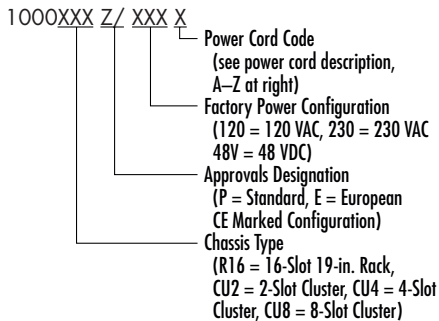 1000XXX Z/ XXX X
Power Cord Code
(see power cord description,
A–Z at right)
Factory Power Configuration
(120 = 120 VAC, 230 = 230 VAC
48V = 48 VDC)
Approvals Designation
(P = Standard, E = European
CE Marked Configuration)
Chassis Type
(R16 = 16-Slot 19-in. Rack,
CU2 = 2-Slot Cluster, CU4 = 4-Slot
Cluster, CU8 = 8-Slot Cluster)